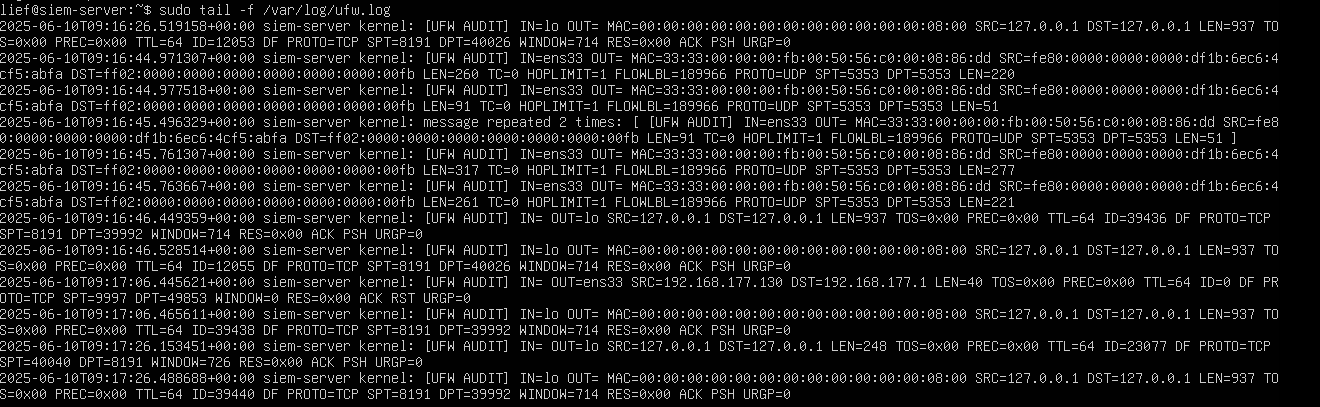 lief@siem-server:~$ sudo tail -f /var/log/ufw.log
2025-06-10T09:16:26.519158+00:00 siem-server kernel: [UFW AUDIT] IN=lo OUT= MAC=00:00:00:00:00:00:00:00:00:00:00:00:08:00 SRC=127.0.0.1 DST=127.0.0.1 LEN=937 TO
S=0x00 PREC=0x00 TTL=64 ID=12053 DF PROTO=TCP SPT=8191 DPT=40026 WINDOW=714 RES=0x00 ACK PSH URGP=0
2025-06-10T09:16:44.971307+00:00 siem-server kernel: [UFW AUDIT] IN=ens33 OUT= MAC=33:33:00:00:00:fb:00:50:56:c0:00:08:86:dd SRC=fe80:0000:0000:0000:df1b:6ec6:4
cf5:abfa DST=ff02:0000:0000:0000:0000:0000:0000:00fb LEN=260 TC=0 HOPLIMIT=1 FLOWLBL=189966 PROTO=UDP SPT=5353 DPT=5353 LEN=220
2025-06-10T09:16:44.977518+00:00 siem-server kernel: [UFW AUDIT] IN=ens33 OUT= MAC=33:33:00:00:00:fb:00:50:56:c0:00:08:86:dd SRC=fe80:0000:0000:0000:df1b:6ec6:4
cf5:abfa DST=ff02:0000:0000:0000:0000:0000:0000:00fb LEN=91 TC=0 HOPLIMIT=1 FLOWLBL=189966 PROTO=UDP SPT=5353 DPT=5353 LEN=51
2025-06-10T09:16:45.496329+00:00 siem-server kernel: message repeated 2 times: [ [UFW AUDIT] IN=ens33 OUT= MAC=33:33:00:00:00:fb:00:50:56:c0:00:08:86:dd SRC=fe8
0:0000:0000:0000:df1b:6ec6:4cf5:abfa DST=ff02:0000:0000:0000:0000:0000:0000:00fb LEN=91 TC=0 HOPLIMIT=1 FLOWLBL=189966 PROTO=UDP SPT=5353 DPT=5353 LEN=51 ]
2025-06-10T09:16:45.761307+00:00 siem-server kernel: [UFW AUDIT] IN=ens33 OUT= MAC=33:33:00:00:00:fb:00:50:56:c0:00:08:86:dd SRC=fe80:0000:0000:0000:df1b:6ec6:4
cf5:abfa DST=ff02:0000:0000:0000:0000:0000:0000:00fb LEN=317 TC=0 HOPLIMIT=1 FLOWLBL=189966 PROTO=UDP SPT=5353 DPT=5353 LEN=277
2025-06-10T09:16:45.763667+00:00 siem-server kernel: [UFW AUDIT] IN=ens33 OUT= MAC=33:33:00:00:00:fb:00:50:56:c0:00:08:86:dd SRC=fe80:0000:0000:0000:df1b:6ec6:4
cf5:abfa DST=ff02:0000:0000:0000:0000:0000:0000:00fb LEN=261 TC=0 HOPLIMIT=1 FLOWLBL=189966 PROTO=UDP SPT=5353 DPT=5353 LEN=221
2025-06-10T09:16:46.449359+00:00 siem-server kernel: [UFW AUDIT] IN= OUT=lo SRC=127.0.0.1 DST=127.0.0.1 LEN=937 TOS=0x00 PREC=0x00 TTL=64 ID=39436 DF PROTO=TCP
SPT=8191 DPT=39992 WINDOW=714 RES=0x00 ACK PSH URGP=0
2025-06-10T09:16:46.528514+00:00 siem-server kernel: [UFW AUDIT] IN=lo OUT= MAC=00:00:00:00:00:00:00:00:00:00:00:00:08:00 SRC=127.0.0.1 DST=127.0.0.1 LEN=937 TO
S=0x00 PREC=0x00 TTL=64 ID=12055 DF PROTO=TCP SPT=8191 DPT=40026 WINDOW=714 RES=0x00 ACK PSH URGP=0
2025-06-10T09:17:06.445621+00:00 siem-server kernel: [UFW AUDIT] IN= OUT=ens33 SRC=192.168.177.130 DST=192.168.177.1 LEN=40 TOS=0x00 PREC=0x00 TTL=64 ID=0 DF PR
OTO=TCP SPT=9997 DPT=49853 WINDOW=0 RES=0x00 ACK RST URGP=0
2025-06-10T09:17:06.465611+00:00 siem-server kernel: [UFW AUDIT] IN=lo OUT= MAC=00:00:00:00:00:00:00:00:00:00:00:00:08:00 SRC=127.0.0.1 DST=127.0.0.1 LEN=937 TO
S=0x00 PREC=0x00 TTL=64 ID=39438 DF PROTO=TCP SPT=8191 DPT=39992 WINDOW=714 RES=0x00 ACK PSH URGP=0
2025-06-10T09:17:26.153451+00:00 siem-server kernel: [UFW AUDIT] IN= OUT=lo SRC=127.0.0.1 DST=127.0.0.1 LEN=248 TOS=0x00 PREC=0x00 TTL=64 ID=23077 DF PROTO=TCP
SPT=40040 DPT=8191 WINDOW=726 RES=0x00 ACK PSH URGP=0
2025-06-10T09:17:26.488688+00:00 siem-server kernel: [UFW AUDIT] IN=lo OUT= MAC=00:00:00:00:00:00:00:00:00:00:00:00:08:00 SRC=127.0.0.1 DST=127.0.0.1 LEN=937 TO
S=0x00 PREC=0x00 TTL=64 ID=39440 DF PROTO=TCP SPT=8191 DPT=39992 WINDOW=714 RES=0x00 ACK PSH URGP=0